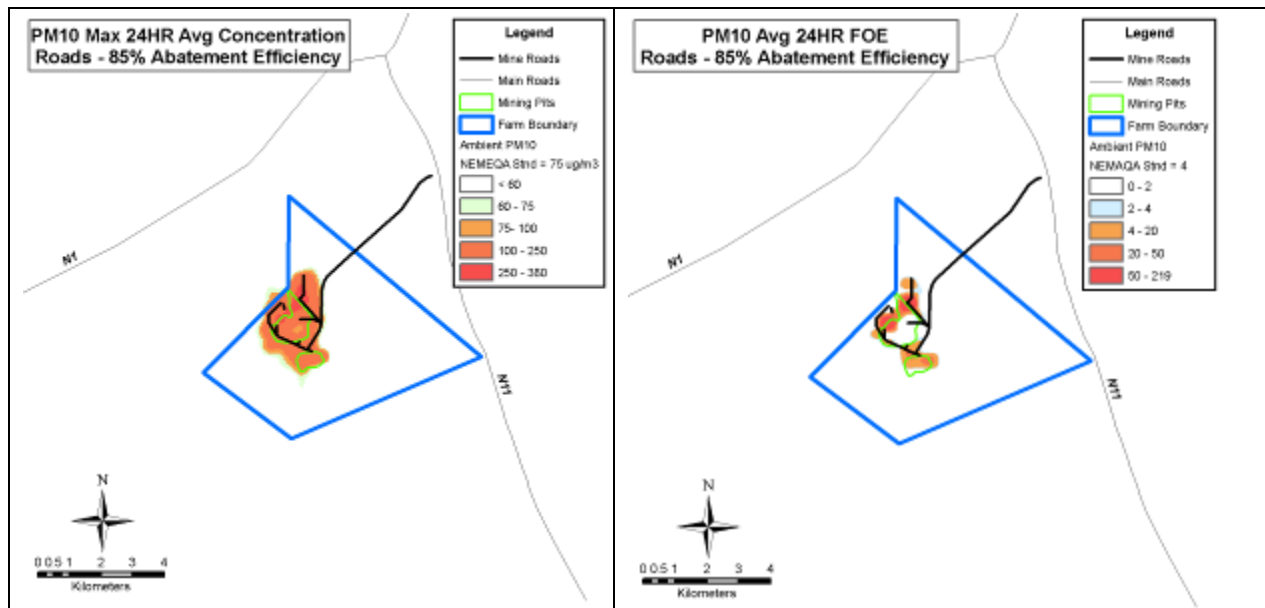 PM10 Max 24HR Avg Concentration
Roads - 85% Abatement Efficiency
Legend
Mine Roads
Main Roads
Mining Pits
Farm Boundary
Ambient PM10
NEMEQA Stnd = 75 ug/m3
< 60
60 - 75
75- 100
100 - 250
250 - 380
N1
N11
N
0 0.5 1 2 3 4
Kilometers
PM10 Avg 24HR FOE
Roads - 85% Abatement Efficiency
Legend
Mine Roads
Main Roads
Mining Pits
Farm Boundary
Ambient PM10
NEMAQA Stnd = 4
0 - 2
2 - 4
4 - 20
20 - 50
50 - 219
N1
N11
N
0 0.5 1 2 3 4
Kilometers